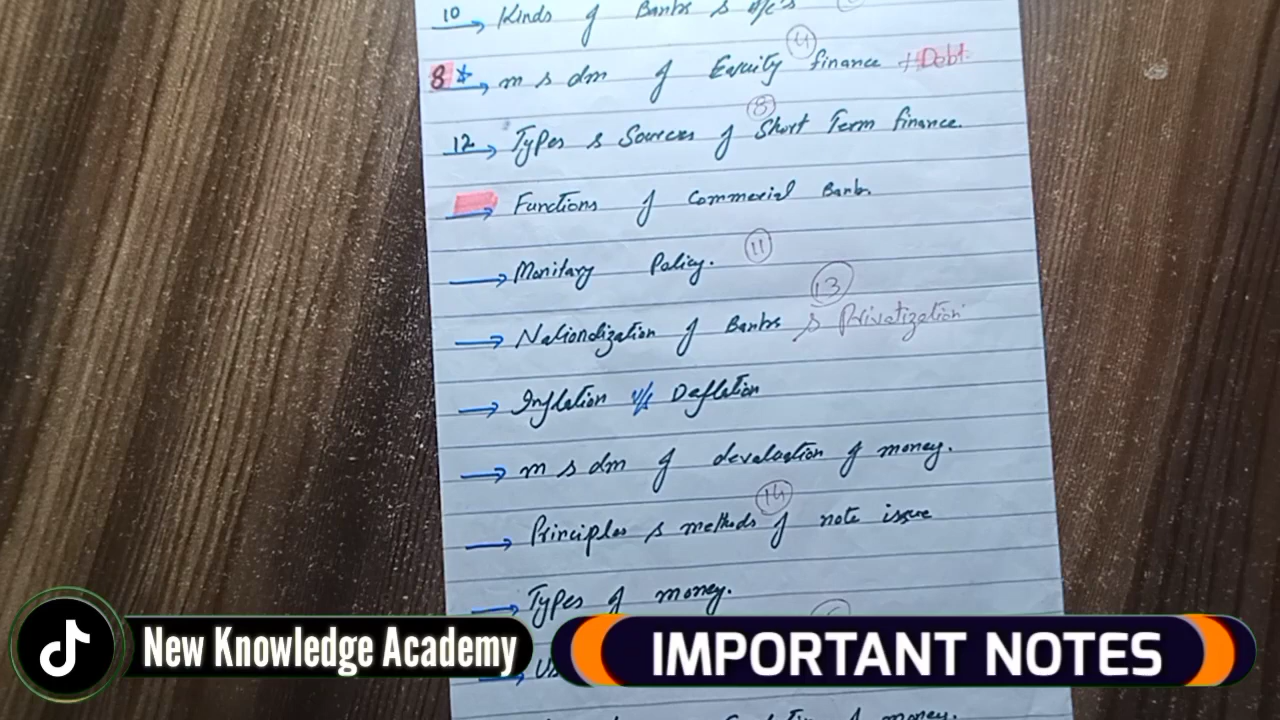 10 → Kinds of Banks & A/C's
4
8 * → m & dm of Equity finance + Debt
8
12 → Types & Sources of Short Term finance.
→ Functions of Commercial Banks
→ Monitary Policy. 11
13
→ Nationalization of Banks & Privatization
→ Inflation v/s Deflation
→ m & dm of devaluation of money.
14
→ Principles & methods of note issue
→ Types of money.
New Knowledge Academy
IMPORTANT NOTES
of money.